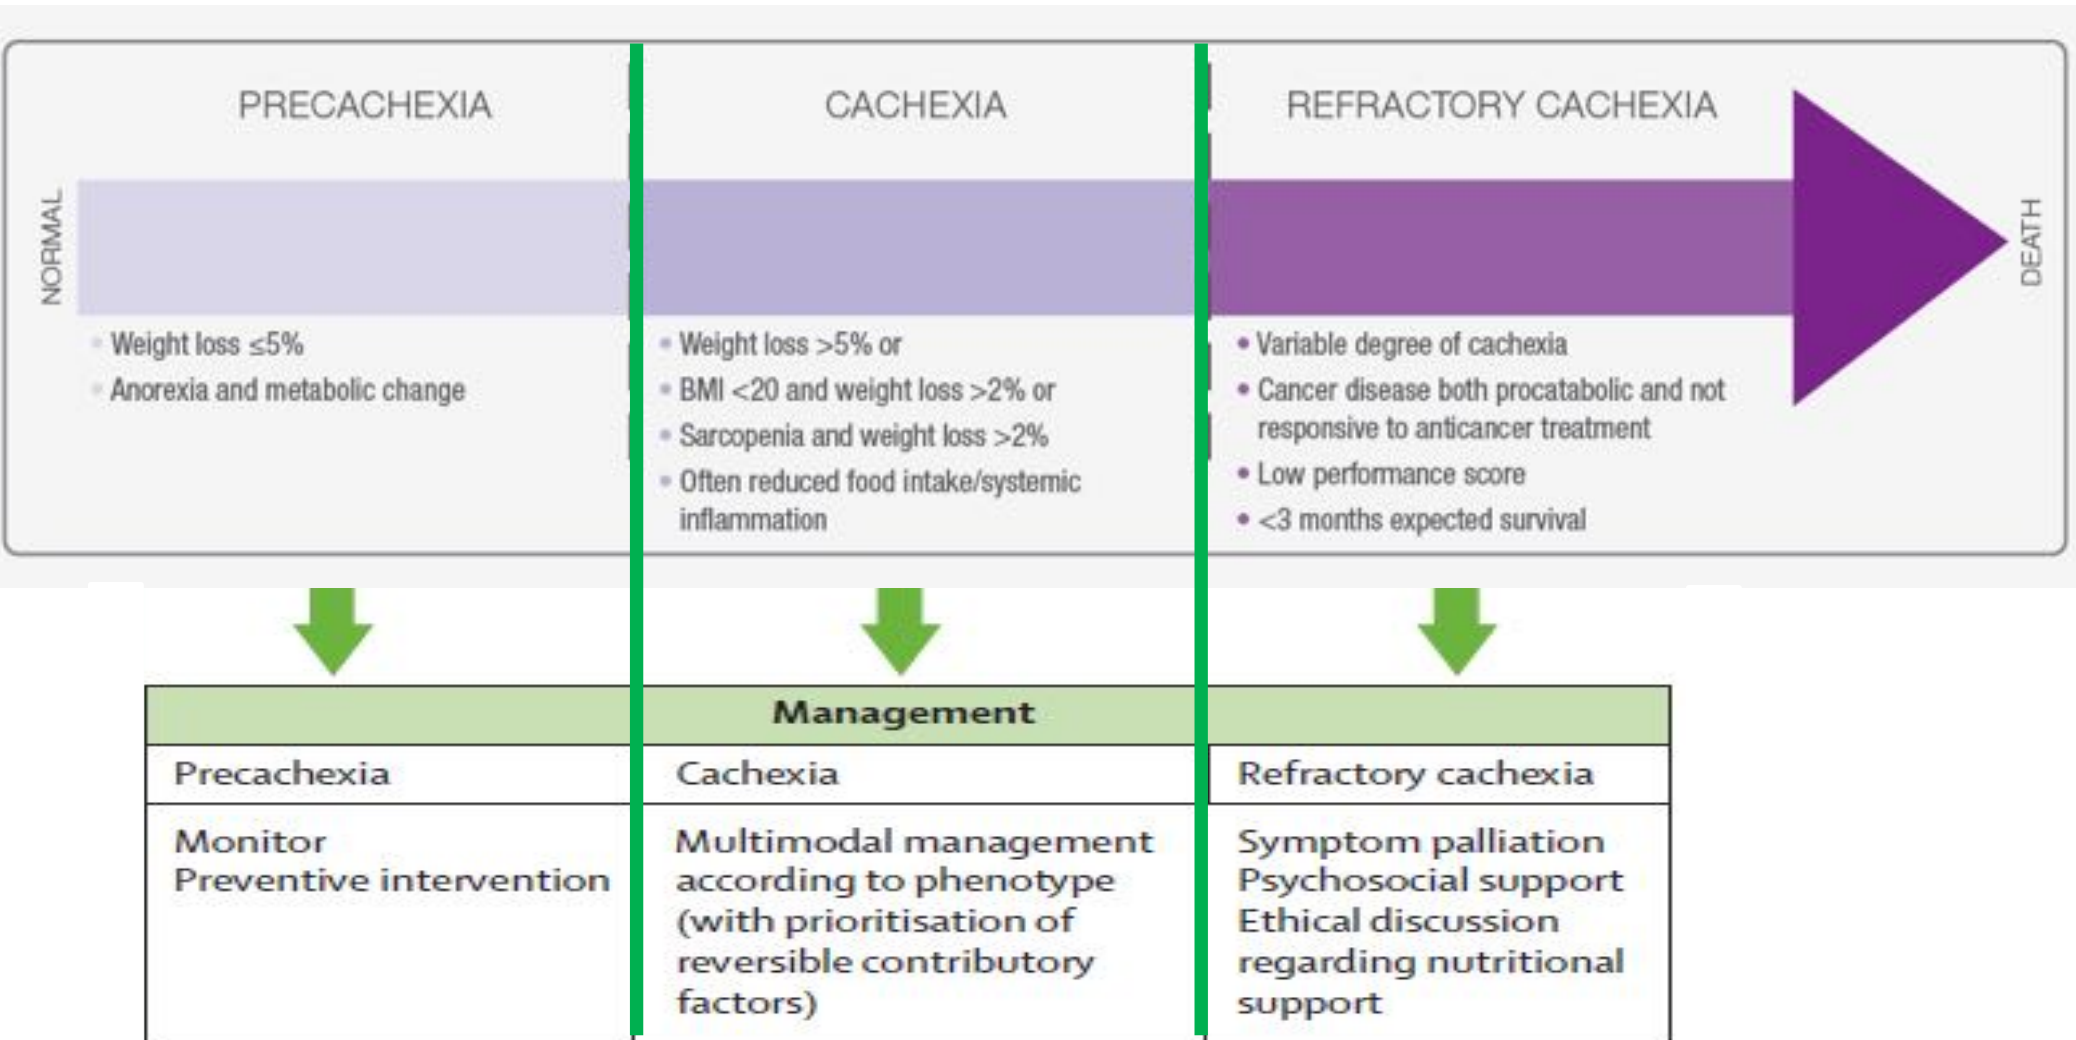 PRECACHEXIA
CACHEXIA
REFRACTORY CACHEXIA
NORMAL
DEATH
• Weight loss ≤5%
• Anorexia and metabolic change
• Weight loss >5% or
• BMI <20 and weight loss >2% or
• Sarcopenia and weight loss >2%
• Often reduced food intake/systemic
inflammation
• Variable degree of cachexia
• Cancer disease both procatabolic and not
responsive to anticancer treatment
• Low performance score
• <3 months expected survival
Management
Precachexia
Cachexia
Refractory cachexia
Monitor
Preventive intervention
Multimodal management
according to phenotype
(with prioritisation of
reversible contributory
factors)
Symptom palliation
Psychosocial support
Ethical discussion
regarding nutritional
support